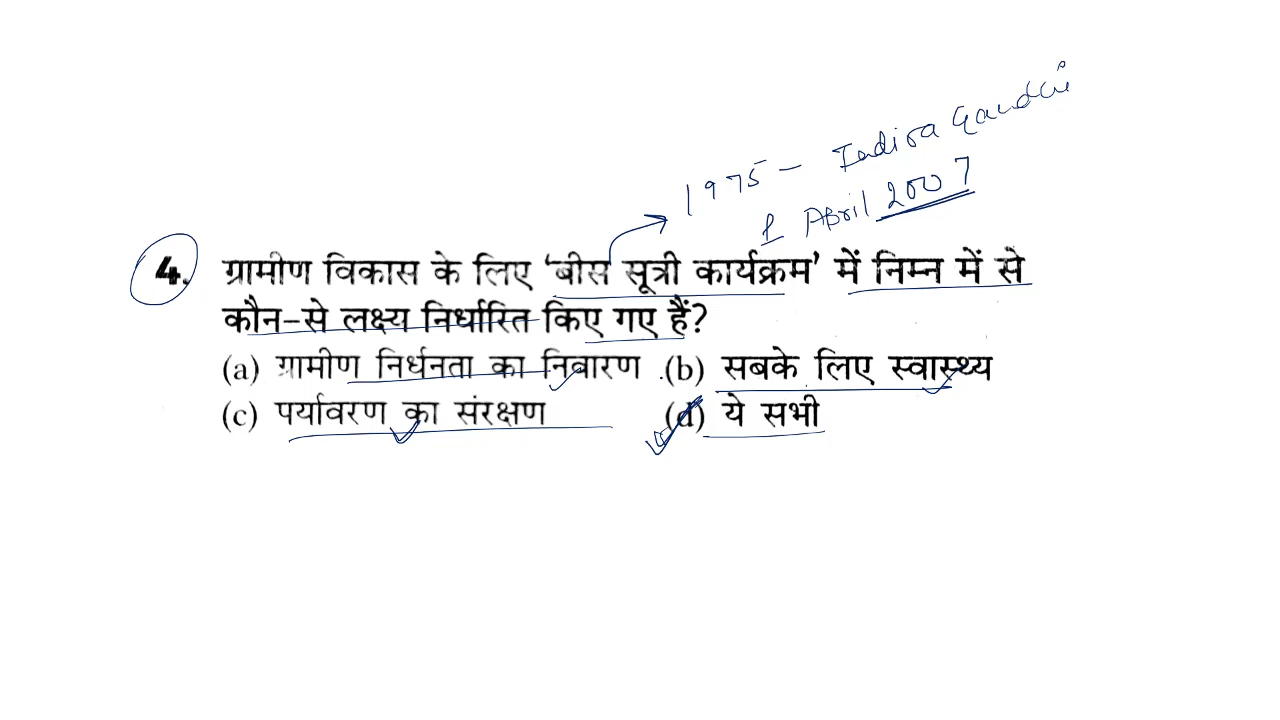 1975 – Indira Gandhi
1 April 2007
4. ग्रामीण विकास के लिए ‘बीस सूत्री कार्यक्रम’ में निम्न में से
कौन-से लक्ष्य निर्धारित किए गए हैं?
(a) ग्रामीण निर्धनता का निवारण (b) सबके लिए स्वास्थ्य
(c) पर्यावरण का संरक्षण (d) ये सभी